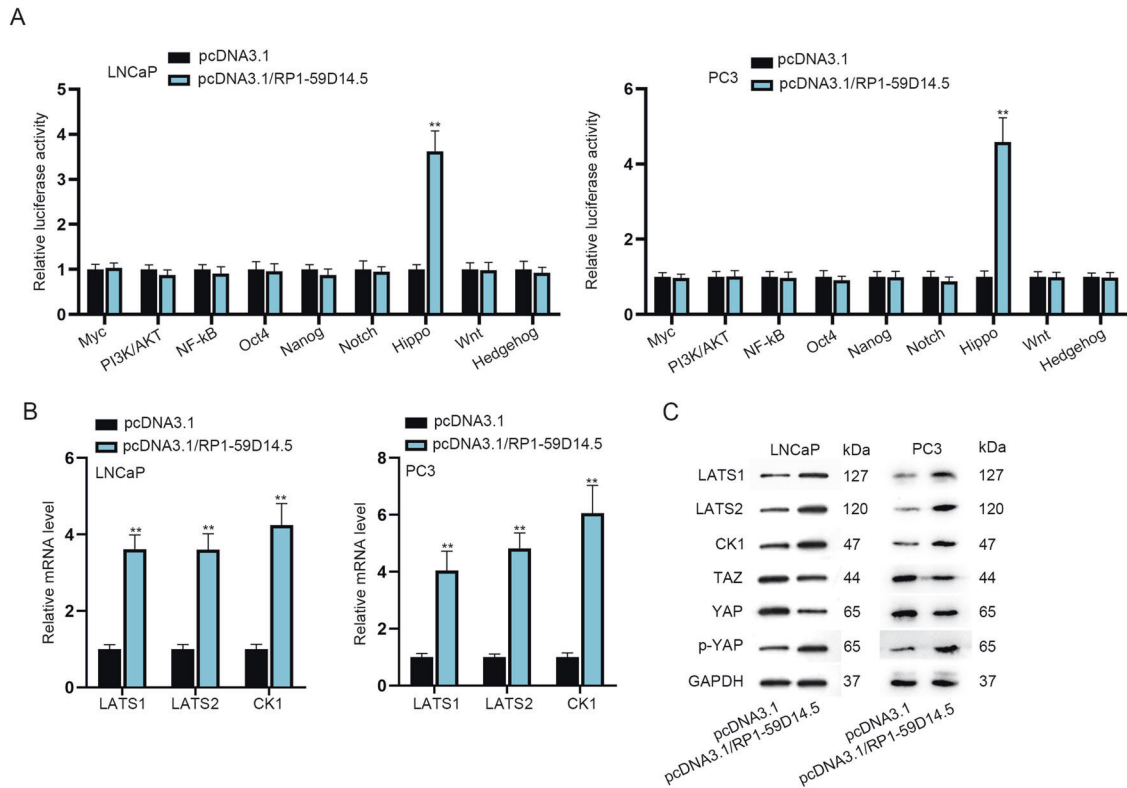 A
LNCaP
pcDNA3.1
pcDNA3.1/RP1-59D14.5
Relative luciferase activity
5
4
3
2
1
0
**
Myc
PI3K/AKT
NF-kB
Oct4
Nanog
Notch
Hippo
Wnt
Hedgehog
PC3
pcDNA3.1
pcDNA3.1/RP1-59D14.5
Relative luciferase activity
6
4
2
0
**
Myc
PI3K/AKT
NF-kB
Oct4
Nanog
Notch
Hippo
Wnt
Hedgehog
B
pcDNA3.1
pcDNA3.1/RP1-59D14.5
LNCaP
Relative mRNA level
6
4
2
0
**
**
**
LATS1
LATS2
CK1
pcDNA3.1
pcDNA3.1/RP1-59D14.5
PC3
Relative mRNA level
8
6
4
2
0
**
**
**
LATS1
LATS2
CK1
C
LNCaP kDa PC3 kDa
LATS1 127 127
LATS2 120 120
CK1 47 47
TAZ 44 44
YAP 65 65
p-YAP 65 65
GAPDH 37 37
pcDNA3.1
pcDNA3.1/RP1-59D14.5
pcDNA3.1
pcDNA3.1/RP1-59D14.5